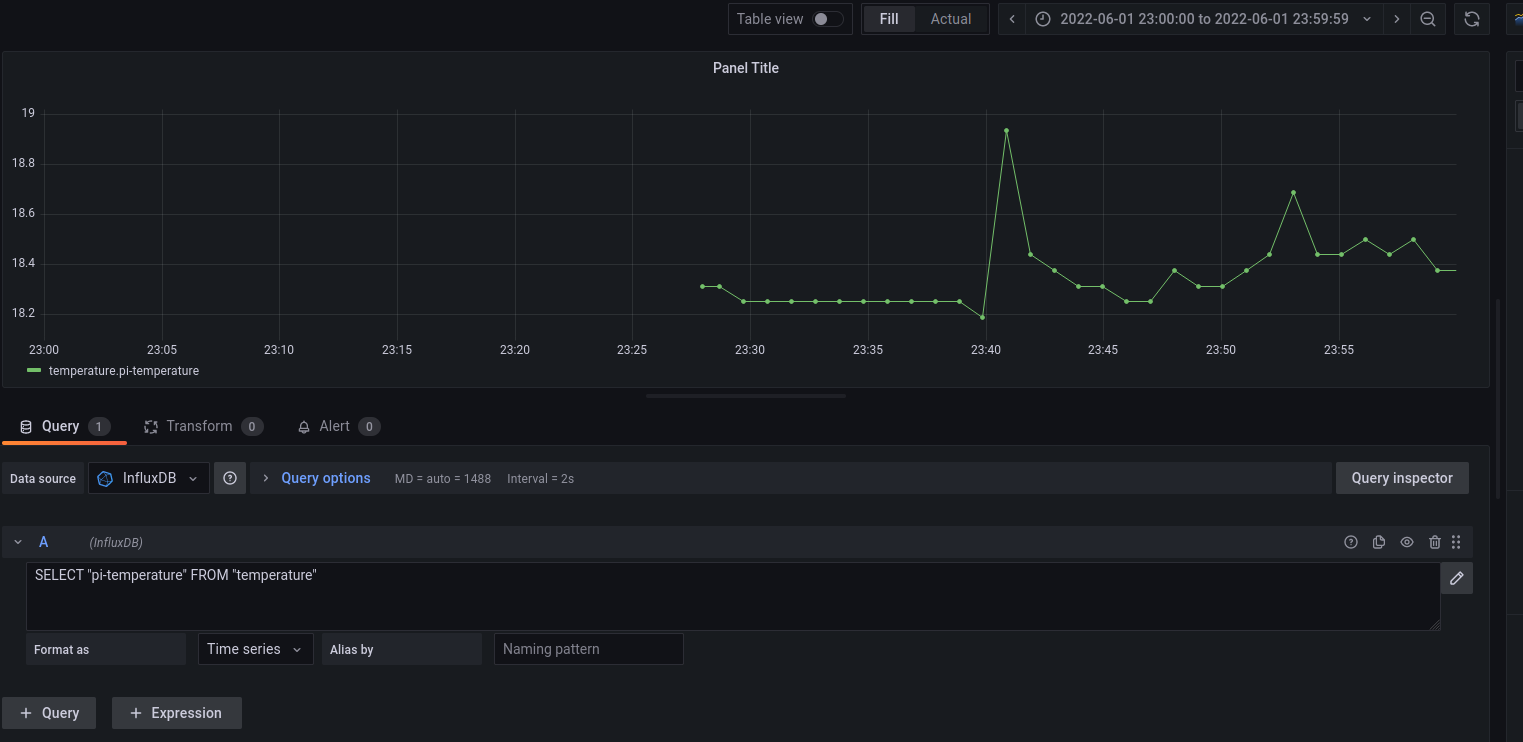 Table view Fill Actual 2022-06-01 23:00:00 to 2022-06-01 23:59:59
Panel Title
19
18.8
18.6
18.4
18.2
23:00 23:05 23:10 23:15 23:20 23:25 23:30 23:35 23:40 23:45 23:50 23:55
temperature.pi-temperature
Query 1 Transform 0 Alert 0
Data source InfluxDB Query options MD = auto = 1488 Interval = 2s Query inspector
A (InfluxDB)
SELECT "pi-temperature" FROM "temperature"
Format as Time series Alias by Naming pattern
+ Query + Expression